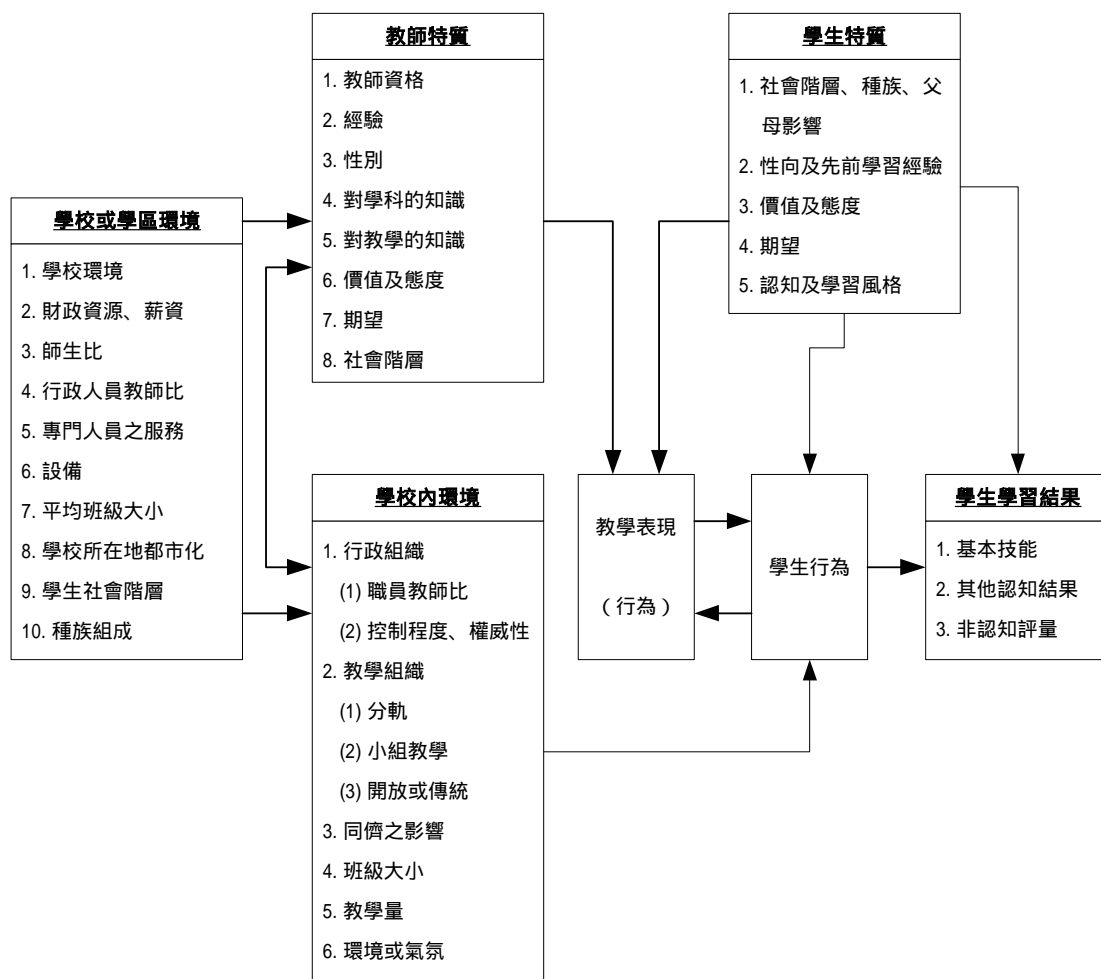 教師特質
1. 教師資格
2. 經驗
3. 性別
4. 對學科的知識
5. 對教學的知識
6. 價值及態度
7. 期望
8. 社會階層
學生特質
1. 社會階層、種族、父
母影響
2. 性向及先前學習經驗
3. 價值及態度
4. 期望
5. 認知及學習風格
學校或學區環境
1. 學校環境
2. 財政資源、薪資
3. 師生比
4. 行政人員教師比
5. 專門人員之服務
6. 設備
7. 平均班級大小
8. 學校所在地都市化
9. 學生社會階層
10. 種族組成
學校內環境
1. 行政組織
(1) 職員教師比
(2) 控制程度、權威性
2. 教學組織
(1) 分軌
(2) 小組教學
(3) 開放或傳統
3. 同儕之影響
4. 班級大小
5. 教學量
6. 環境或氣氛
教學表現
（行為）
學生行為
學生學習結果
1. 基本技能
2. 其他認知結果
3. 非認知評量